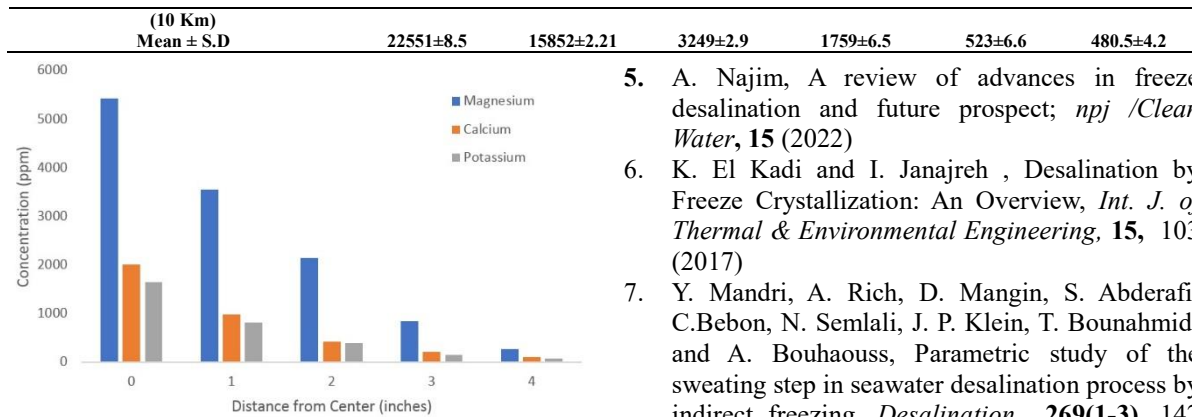 (10 Km)
Mean ± S.D 22551±8.5 15852±2.21 3249±2.9 1759±6.5 523±6.6 480.5±4.2
6000
5000
4000
3000
2000
1000
0
Concentration (ppm)
Magnesium
Calcium
Potassium
0 1 2 3 4
Distance from Center (inches)
5. A. Najim, A review of advances in freeze
desalination and future prospect; npj /Clean
Water, 15 (2022)
6. K. El Kadi and I. Janajreh , Desalination by
Freeze Crystallization: An Overview, Int. J. of
Thermal & Environmental Engineering, 15, 103
(2017)
7. Y. Mandri, A. Rich, D. Mangin, S. Abderafi,
C.Bebon, N. Semlali, J. P. Klein, T. Bounahmidi
and A. Bouhaouss, Parametric study of the
sweating step in seawater desalination process by
indirect freezing, Desalination, 269(1-3)